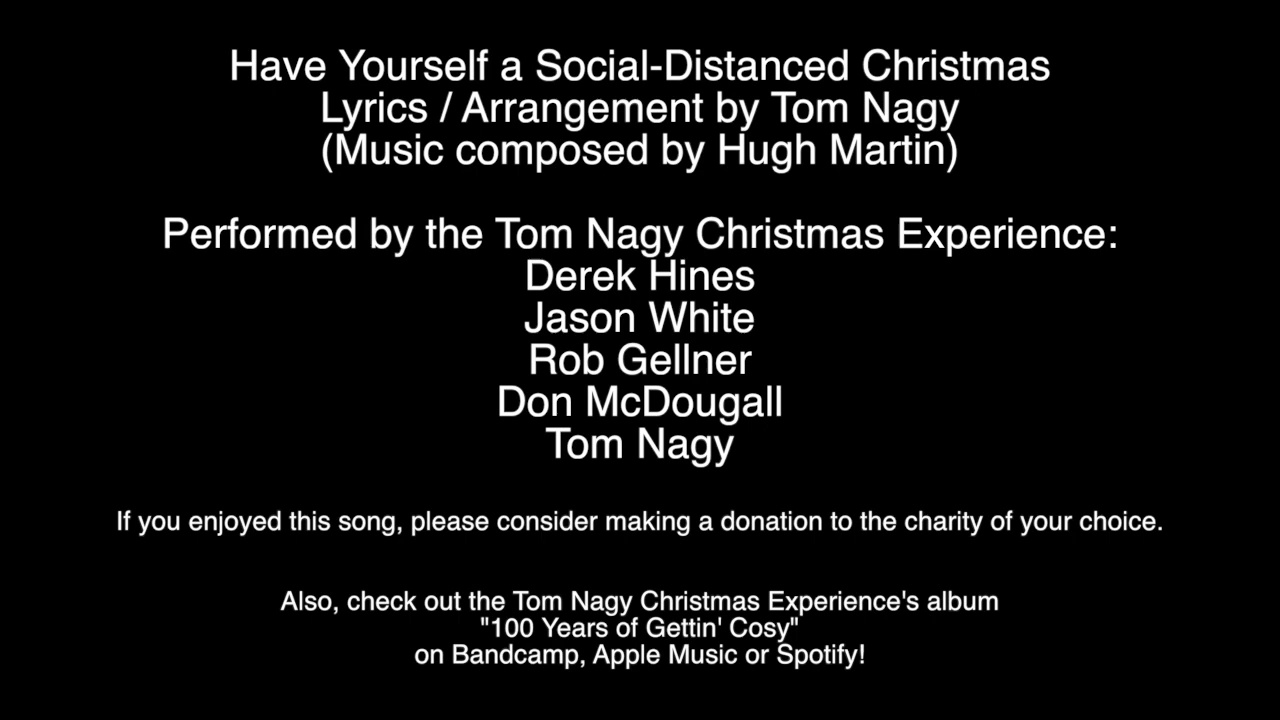 Have Yourself a Social-Distanced Christmas
Lyrics / Arrangement by Tom Nagy
(Music composed by Hugh Martin)
Performed by the Tom Nagy Christmas Experience:
Derek Hines
Jason White
Rob Gellner
Don McDougall
Tom Nagy
If you enjoyed this song, please consider making a donation to the charity of your choice.
Also, check out the Tom Nagy Christmas Experience's album
"100 Years of Gettin' Cosy"
on Bandcamp, Apple Music or Spotify!